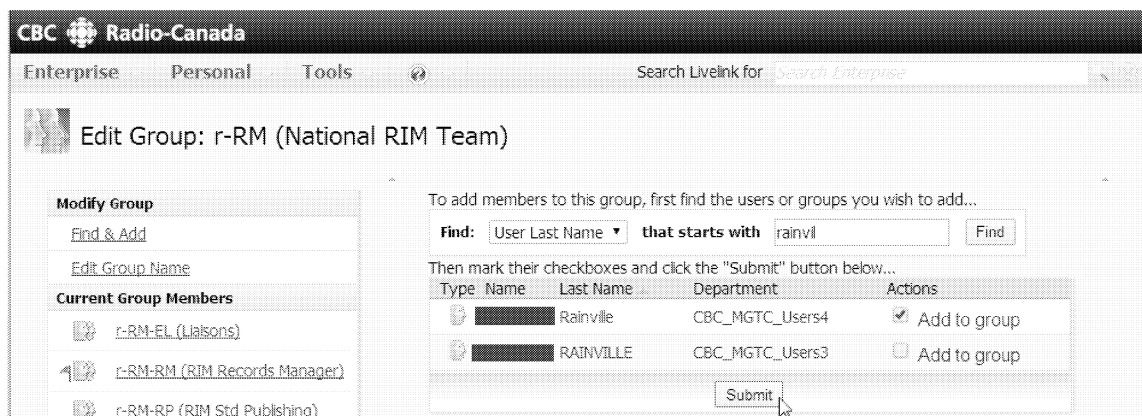 CBC Radio-Canada
Enterprise Personal Tools Search Livelink for Search Enterprise
Edit Group: r-RM (National RIM Team)
Modify Group
Find & Add
Edit Group Name
Current Group Members
r-RM-EL (Liaisons)
r-RM-RM (RIM Records Manager)
r-RM-RP (RIM Std Publishing)
To add members to this group, first find the users or groups you wish to add...
Find: User Last Name that starts with rainvil Find
Then mark their checkboxes and click the "Submit" button below...
Type Name Last Name Department Actions
Rainville CBC_MGTC_Users4 Add to group
RAINVILLE CBC_MGTC_Users3 Add to group
Submit